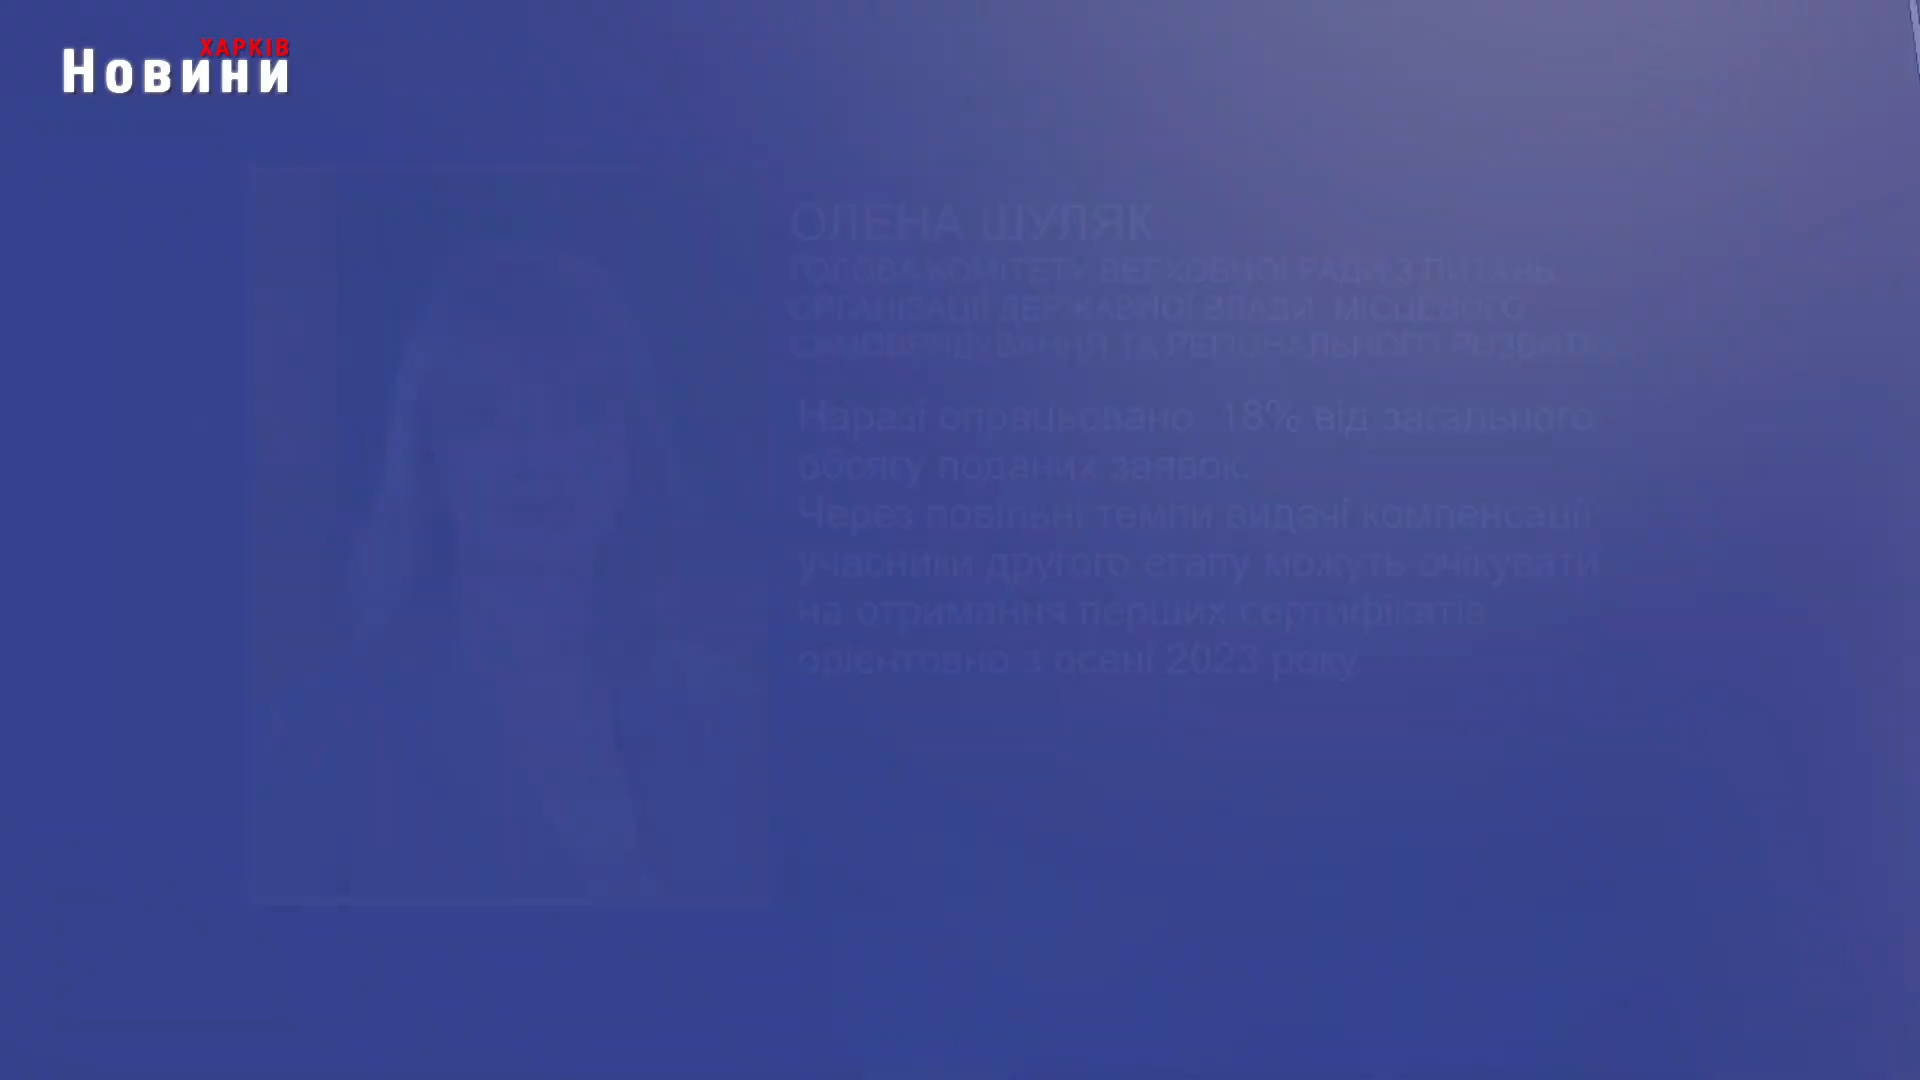 ХАРКІВ
Новини
ОЛЕНА ШУЛЯК
ГОЛОВА КОМІТЕТУ ВЕРХОВНОЇ РАДИ З ПИТАНЬ
ОРГАНІЗАЦІЇ ДЕРЖАВНОЇ ВЛАДИ, МІСЦЕВОГО
САМОВРЯДУВАННЯ ТА РЕГІОНАЛЬНОГО РОЗВИТКУ
Наразі опрацьовано 18% від загального
обсягу поданих заявок.
Через повільні темпи видачі компенсації
учасники другого етапу можуть очікувати
на отримання перших сертифікатів
орієнтовно з осені 2023 року